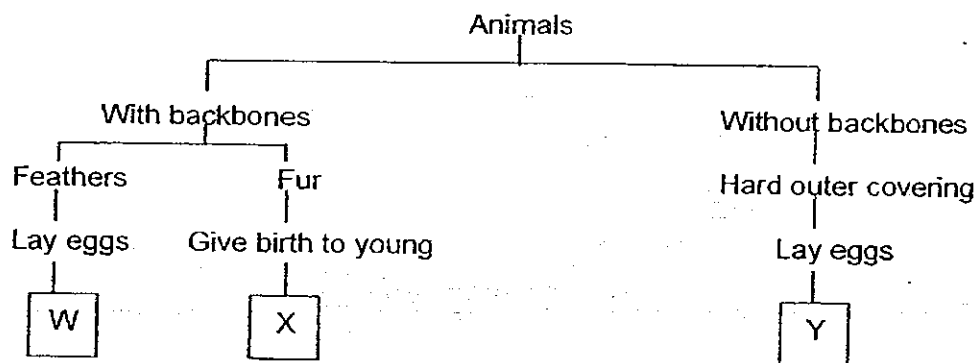 Animals
With backbones
Without backbones
Feathers
Fur
Hard outer covering
Lay eggs
Give birth to young
Lay eggs
W
X
Y